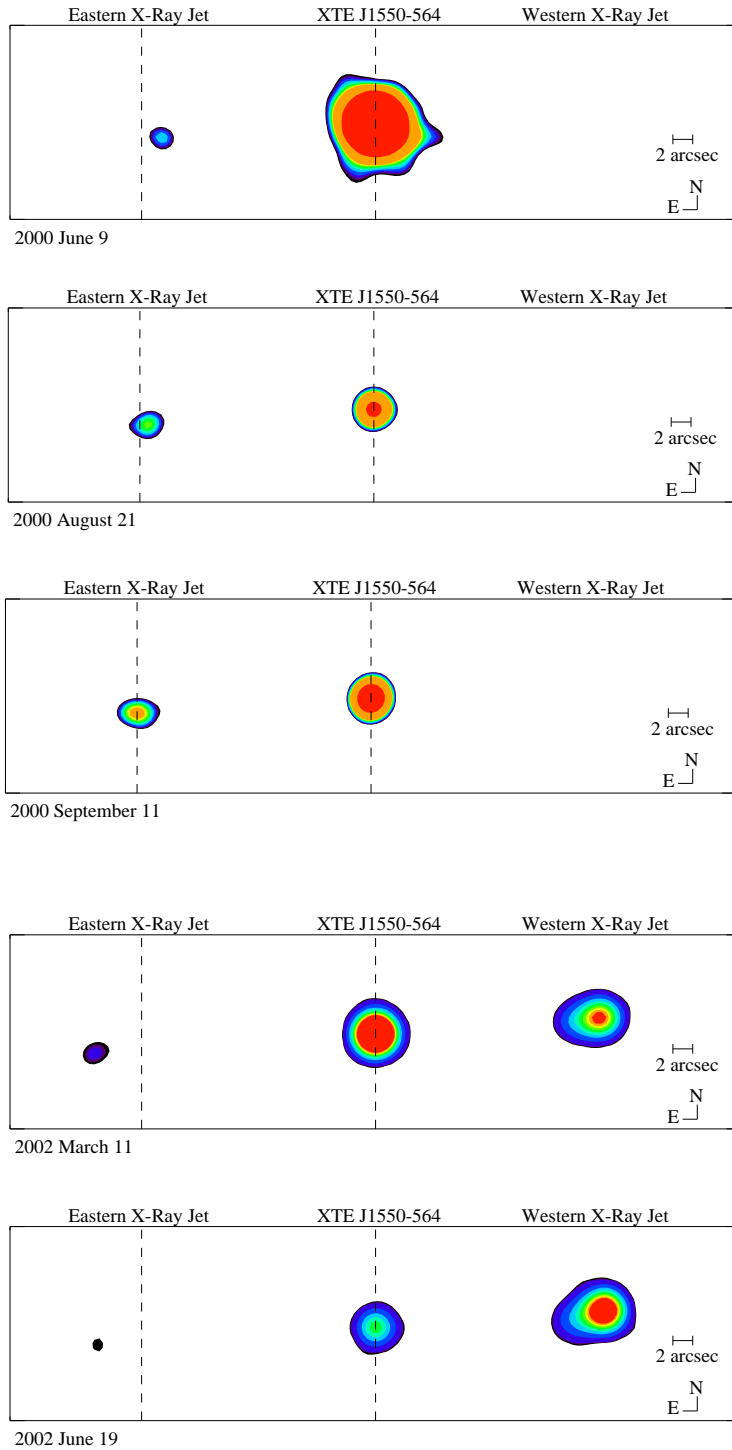 Eastern X-Ray Jet XTE J1550-564 Western X-Ray Jet
2 arcsec
N
E
2000 June 9
Eastern X-Ray Jet XTE J1550-564 Western X-Ray Jet
2 arcsec
N
E
2000 August 21
Eastern X-Ray Jet XTE J1550-564 Western X-Ray Jet
2 arcsec
N
E
2000 September 11
Eastern X-Ray Jet XTE J1550-564 Western X-Ray Jet
2 arcsec
N
E
2002 March 11
Eastern X-Ray Jet XTE J1550-564 Western X-Ray Jet
2 arcsec
N
E
2002 June 19